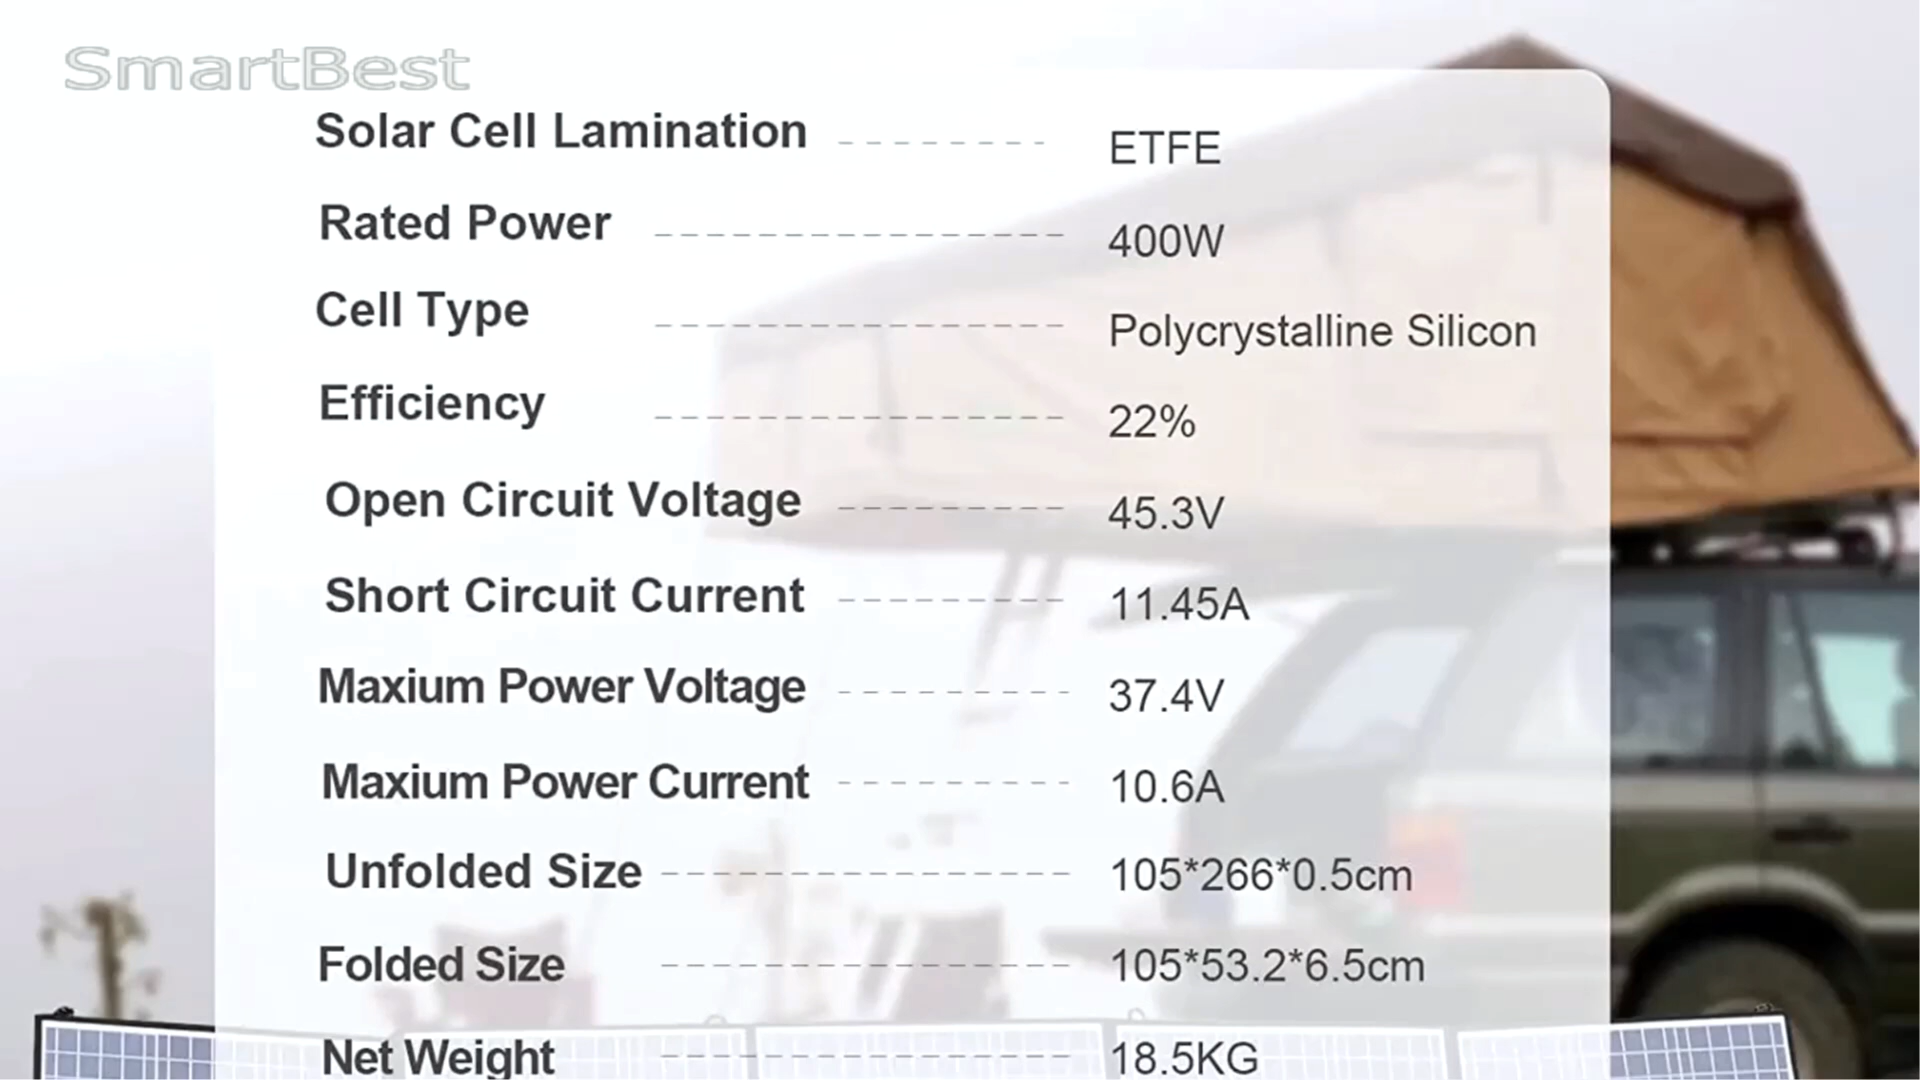 SmartBest
Solar Cell Lamination ETFE
Rated Power 400W
Cell Type Polycrystalline Silicon
Efficiency 22%
Open Circuit Voltage 45.3V
Short Circuit Current 11.45A
Maxium Power Voltage 37.4V
Maxium Power Current 10.6A
Unfolded Size 105*266*0.5cm
Folded Size 105*53.2*6.5cm
Net Weight 18.5KG